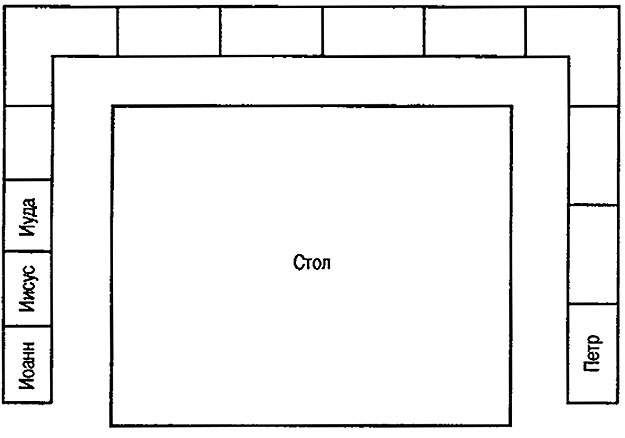 Иуда
Иисус
Иоанн
Стол
Петр